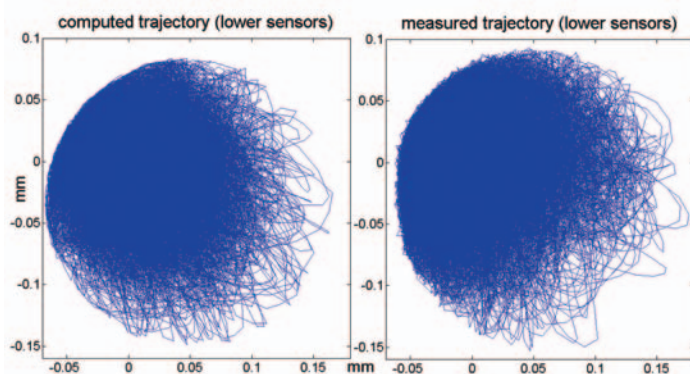 computed trajectory (lower sensors)
measured trajectory (lower sensors)
0.1
0.05
0
mm
-0.05
-0.1
-0.15
-0.05 0 0.05 0.1 0.15 mm
0.1
0.05
0
mm
-0.05
-0.1
-0.15
-0.05 0 0.05 0.1 0.15